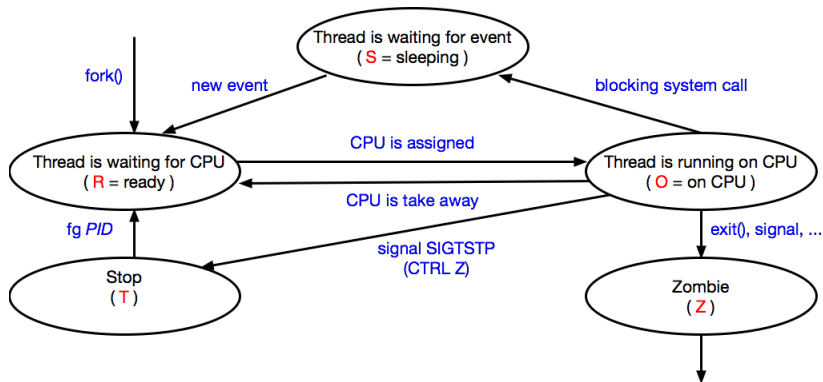 Thread is waiting for event
( S = sleeping )
fork()
new event
blocking system call
Thread is waiting for CPU
( R = ready )
CPU is assigned
Thread is running on CPU
( O = on CPU )
CPU is take away
fg PID
signal SIGTSTP
(CTRL Z)
exit(), signal, ...
Stop
( T )
Zombie
( Z )